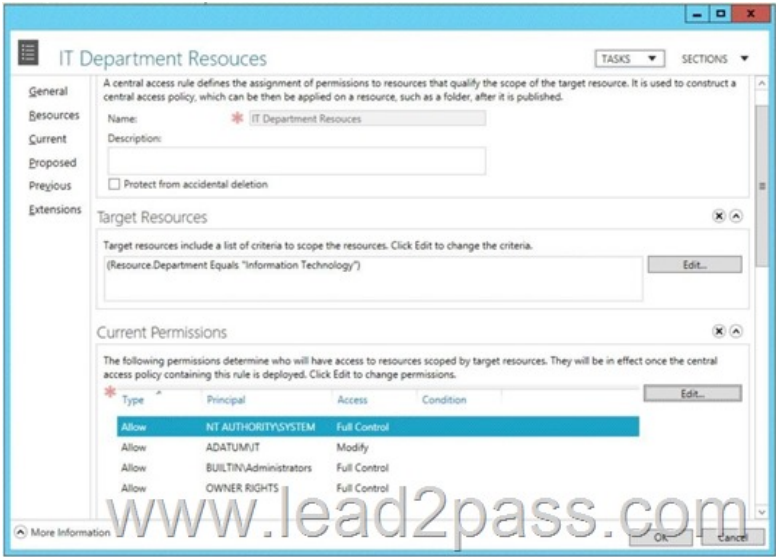 IT Department Resouces
TASKS
SECTIONS
General
Resources
Current
Proposed
Previous
Extensions
A central access rule defines the assignment of permissions to resources that qualify the scope of the target resource. It is used to construct a
central access policy, which can be then be applied on a resource, such as a folder, after it is published.
Name:
* IT Department Resouces
Description:
Protect from accidental deletion
Target Resources
Target resources include a list of criteria to scope the resources. Click Edit to change the criteria.
(Resource.Department Equals "Information Technology")
Edit...
Current Permissions
The following permissions determine who will have access to resources scoped by target resources. They will be in effect once the central
access policy containing this rule is deployed. Click Edit to change permissions.
* Type Principal Access Condition
Edit...
Allow NT AUTHORITY\SYSTEM Full Control
Allow ADATUM\IT Modify
Allow BUILTIN\Administrators Full Control
Allow OWNER RIGHTS Full Control
www.lead2pass.com
More Information
OK
Cancel